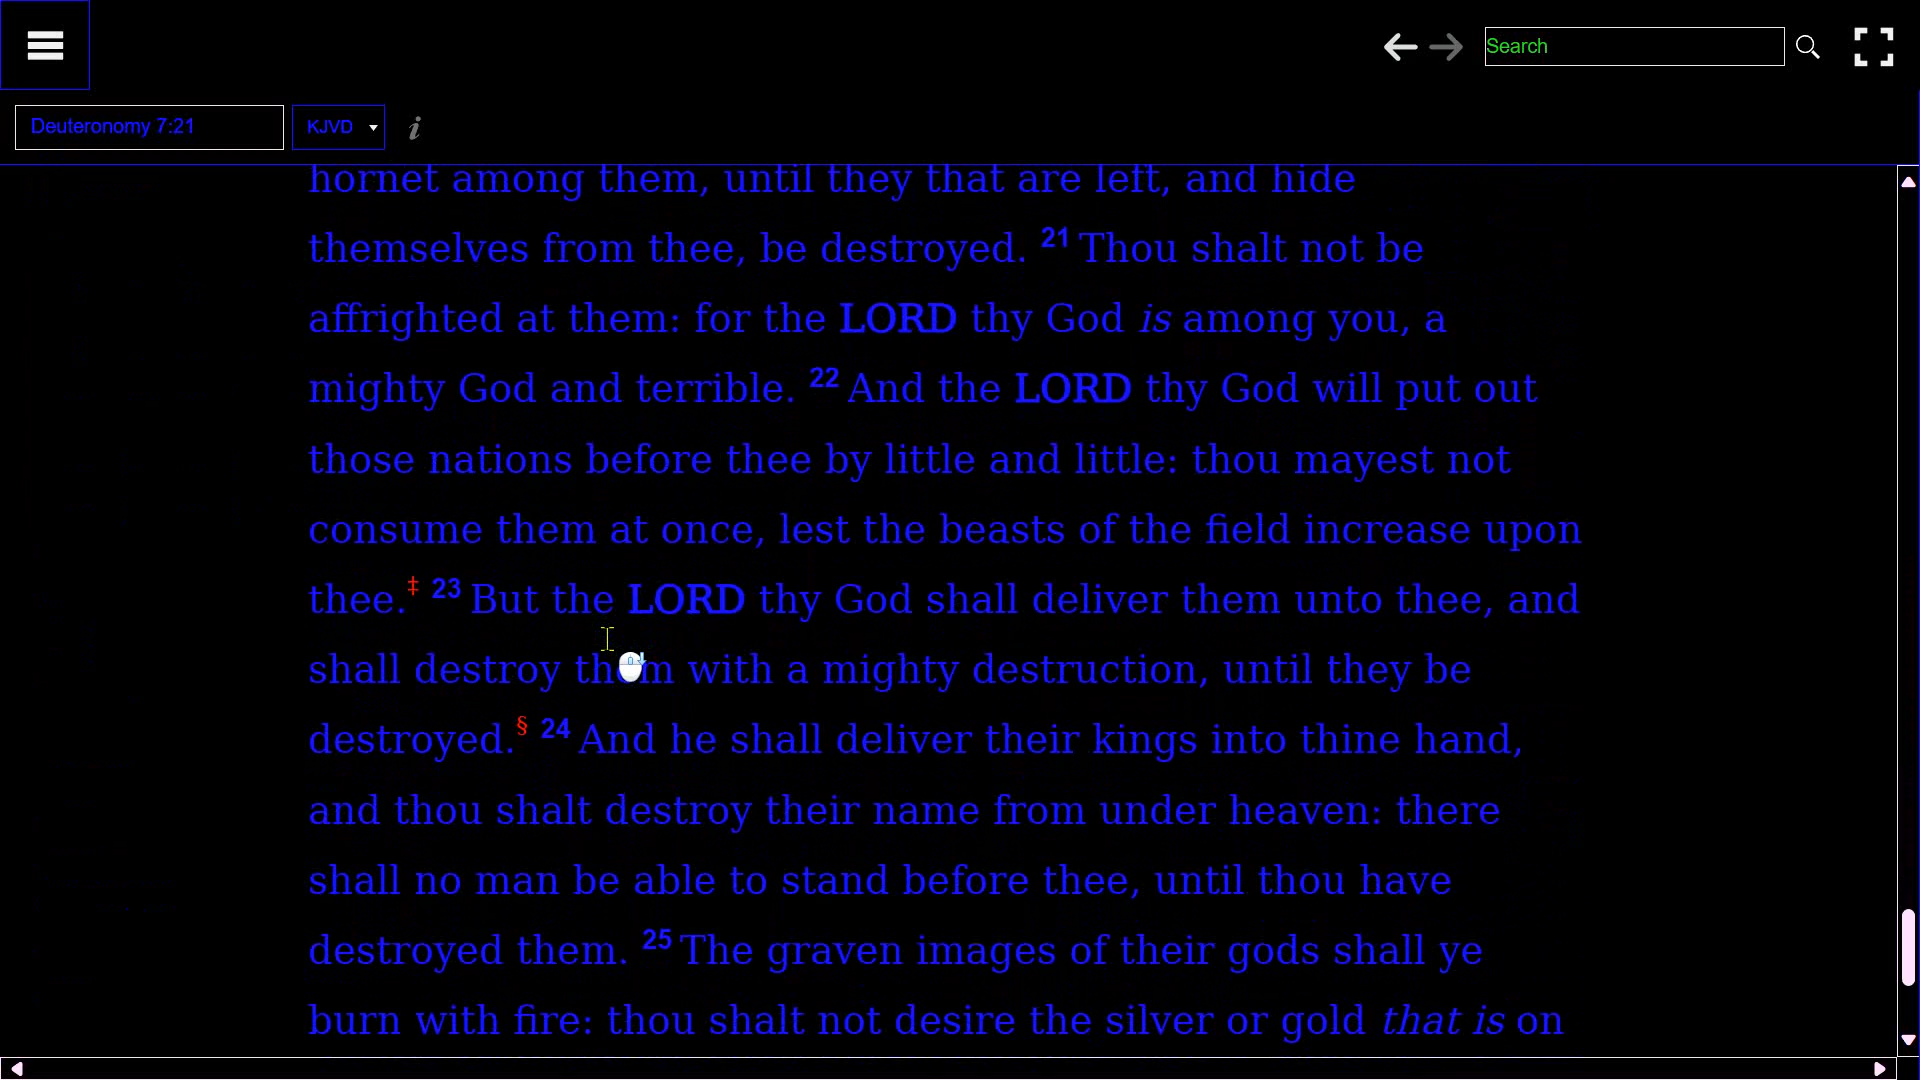 Search
Deuteronomy 7:21 KJVD i
hornet among them, until they that are left, and hide
themselves from thee, be destroyed. 21 Thou shalt not be
affrighted at them: for the LORD thy God is among you, a
mighty God and terrible. 22 And the LORD thy God will put out
those nations before thee by little and little: thou mayest not
consume them at once, lest the beasts of the field increase upon
thee.‡ 23 But the LORD thy God shall deliver them unto thee, and
shall destroy them with a mighty destruction, until they be
destroyed.§ 24 And he shall deliver their kings into thine hand,
and thou shalt destroy their name from under heaven: there
shall no man be able to stand before thee, until thou have
destroyed them. 25 The graven images of their gods shall ye
burn with fire: thou shalt not desire the silver or gold that is on